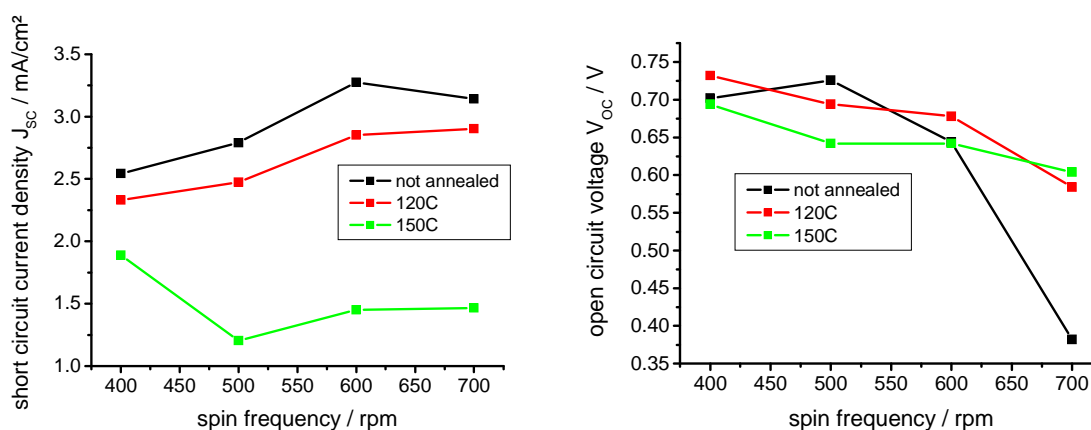 short circuit current density J_SC / mA/cm²
3.5
3.0
2.5
2.0
1.5
1.0
not annealed
120C
150C
400 450 500 550 600 650 700
spin frequency / rpm
open circuit voltage V_OC / V
0.75
0.70
0.65
0.60
0.55
0.50
0.45
0.40
0.35
not annealed
120C
150C
400 450 500 550 600 650 700
spin frequency / rpm